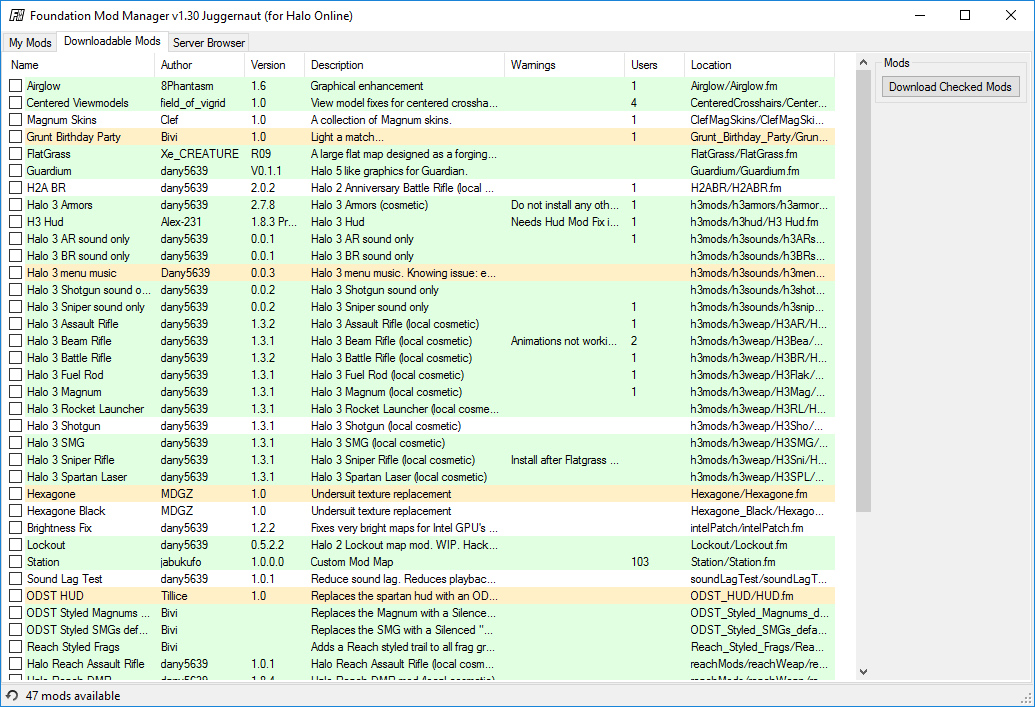 Foundation Mod Manager v1.30 Juggernaut (for Halo Online)
My Mods Downloadable Mods Server Browser
Name Author Version Description Warnings Users Location
Mods
Download Checked Mods
Airglow 8Phantasm 1.6 Graphical enhancement 1 Airglow/Airglow.fm
Centered Viewmodels field_of_vigrid 1.0 View model fixes for centered crossha... 4 CenteredCrosshairs/Center...
Magnum Skins Clef 1.0 A collection of Magnum skins. 1 ClefMagSkins/ClefMagSki...
Grunt Birthday Party Bivi 1.0 Light a match... 1 Grunt_Birthday_Party/Grun...
FlatGrass Xe_CREATURE R09 A large flat map designed as a forging... FlatGrass/FlatGrass.fm
Guardium dany5639 V0.1.1 Halo 5 like graphics for Guardian. Guardium/Guardium.fm
H2A BR dany5639 2.0.2 Halo 2 Anniversary Battle Rifle (local ... 1 H2ABR/H2ABR.fm
Halo 3 Armors dany5639 2.7.8 Halo 3 Armors (cosmetic) Do not install any oth... 1 h3mods/h3armors/h3armor...
H3 Hud Alex-231 1.8.3 Pr... Halo 3 Hud Needs Hud Mod Fix i... 1 h3mods/h3hud/H3 Hud.fm
Halo 3 AR sound only dany5639 0.0.1 Halo 3 AR sound only 1 h3mods/h3sounds/h3ARs...
Halo 3 BR sound only dany5639 0.0.1 Halo 3 BR sound only h3mods/h3sounds/h3BRs...
Halo 3 menu music Dany5639 0.0.3 Halo 3 menu music. Knowing issue: e... h3mods/h3sounds/h3men...
Halo 3 Shotgun sound o... dany5639 0.0.2 Halo 3 Shotgun sound only h3mods/h3sounds/h3shot...
Halo 3 Sniper sound only dany5639 0.0.2 Halo 3 Sniper sound only 1 h3mods/h3sounds/h3snip...
Halo 3 Assault Rifle dany5639 1.3.2 Halo 3 Assault Rifle (local cosmetic) 1 h3mods/h3weap/H3AR/H...
Halo 3 Beam Rifle dany5639 1.3.1 Halo 3 Beam Rifle (local cosmetic) Animations not worki... 2 h3mods/h3weap/H3Bea/...
Halo 3 Battle Rifle dany5639 1.3.2 Halo 3 Battle Rifle (local cosmetic) 1 h3mods/h3weap/H3BR/H...
Halo 3 Fuel Rod dany5639 1.3.1 Halo 3 Fuel Rod (local cosmetic) 1 h3mods/h3weap/H3Flak/...
Halo 3 Magnum dany5639 1.3.1 Halo 3 Magnum (local cosmetic) 1 h3mods/h3weap/H3Mag/...
Halo 3 Rocket Launcher dany5639 1.3.1 Halo 3 Rocket Launcher (local cosme... h3mods/h3weap/H3RL/H...
Halo 3 Shotgun dany5639 1.3.1 Halo 3 Shotgun (local cosmetic) h3mods/h3weap/H3Sho/...
Halo 3 SMG dany5639 1.3.1 Halo 3 SMG (local cosmetic) h3mods/h3weap/H3SMG/...
Halo 3 Sniper Rifle dany5639 1.3.1 Halo 3 Sniper Rifle (local cosmetic) Install after Flatgrass ... h3mods/h3weap/H3Sni/H...
Halo 3 Spartan Laser dany5639 1.3.1 Halo 3 Spartan Laser (local cosmetic) h3mods/h3weap/H3SPL/...
Hexagone MDGZ 1.0 Undersuit texture replacement Hexagone/Hexagone.fm
Hexagone Black MDGZ 1.0 Undersuit texture replacement Hexagone_Black/Hexago...
Brightness Fix dany5639 1.2.2 Fixes very bright maps for Intel GPU's ... intelPatch/intelPatch.fm
Lockout dany5639 0.5.2.2 Halo 2 Lockout map mod. WIP. Hack... Lockout/Lockout.fm
Station jabukufo 1.0.0.0 Custom Mod Map 103 Station/Station.fm
Sound Lag Test dany5639 1.0.1 Reduce sound lag. Reduces playbac... soundLagTest/soundLagT...
ODST HUD Tillice 1.0 Replaces the spartan hud with an OD... ODST_HUD/HUD.fm
ODST Styled Magnums ... Bivi Replaces the Magnum with a Silence... ODST_Styled_Magnums_d...
ODST Styled SMGs def... Bivi Replaces the SMG with a Silenced "... ODST_Styled_SMGs_defa...
Reach Styled Frags Bivi Adds a Reach styled trail to all frag gr... Reach_Styled_Frags/Rea...
Halo Reach Assault Rifle dany5639 1.0.1 Halo Reach Assault Rifle (local cosm... reachMods/reachWeap/re...
Halo Reach DMR dany5639 1.8.4 Halo Reach DMR mod (local cosmetic) reachMods/reachWeap/re...
47 mods available